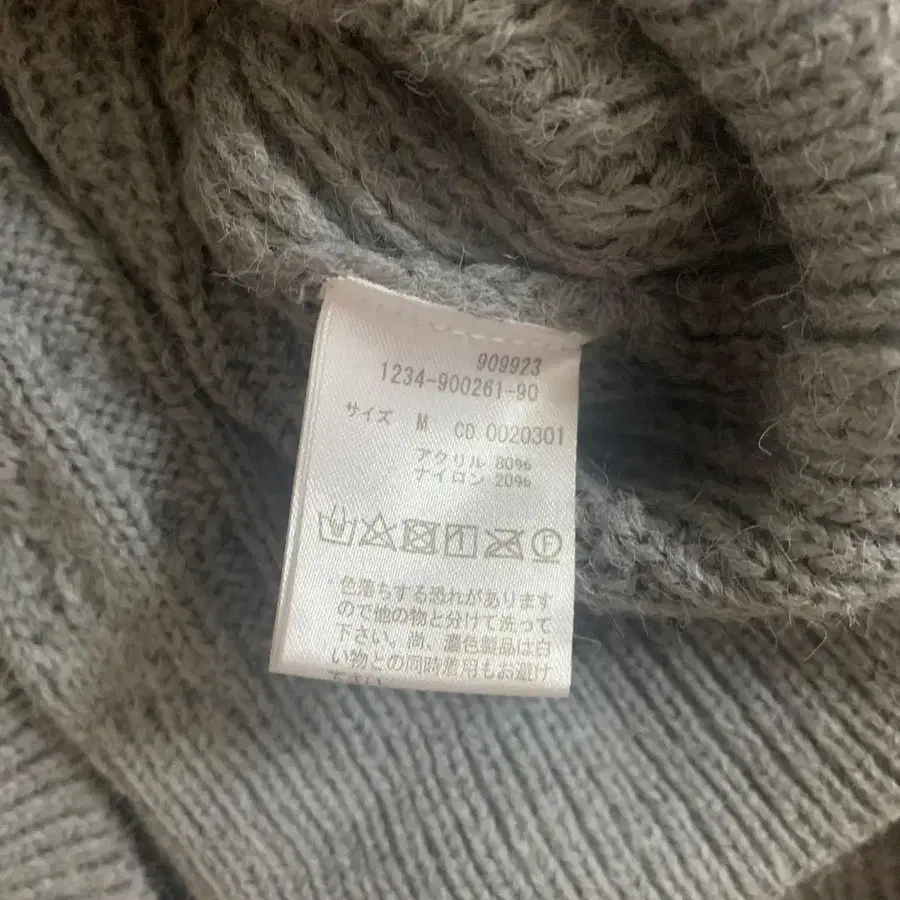 909923
1234-900261-90
サイズ M CD 0020301
アクリル 80%
ナイロン 20%
F
色落ちする恐れがあります
ので他の物と分けて洗って
下さい。尚、濃色製品は白
い物との同時着用もお避け
下さい